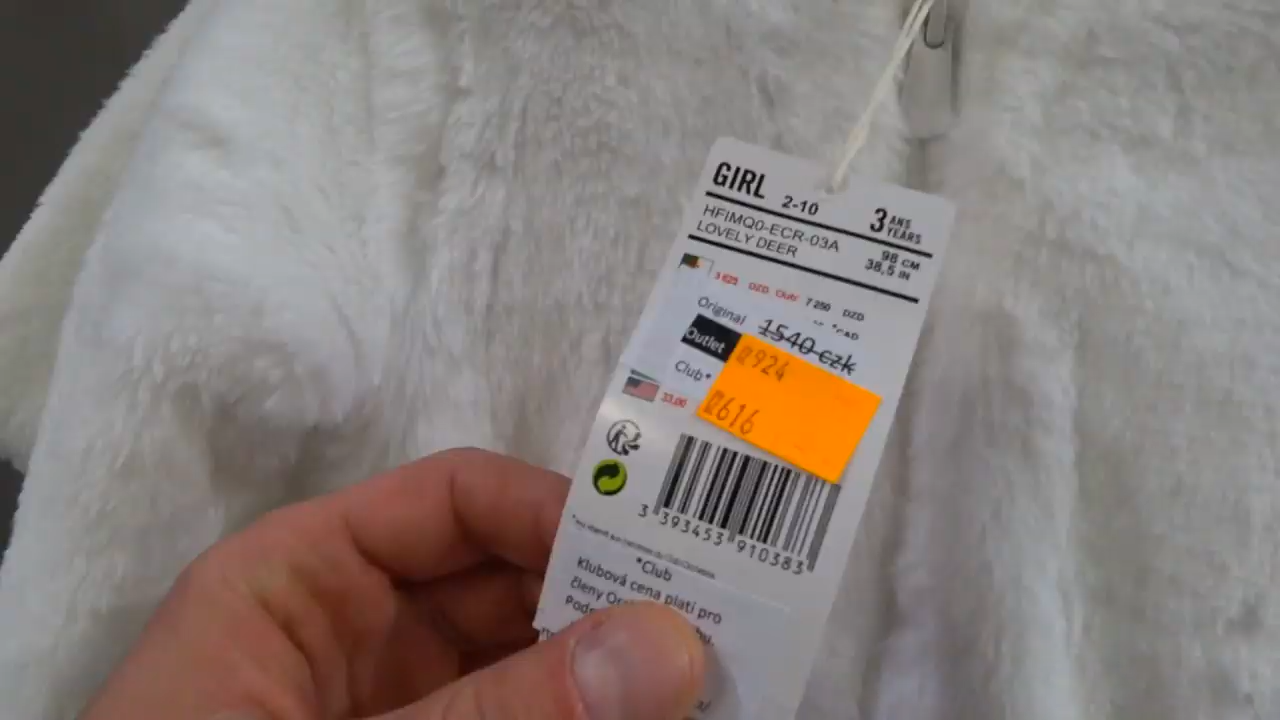 GIRL 2-10 3 ANS YEARS
HFIMQ0-ECR-03A 98 CM
LOVELY DEER 38,5 IN
3 625 DZD Club: 7 250 DZD
Original 1540 czk
Outlet 924
Club* 616
33,00
3 393453 910383
*Club
Klubová cena platí pro
členy